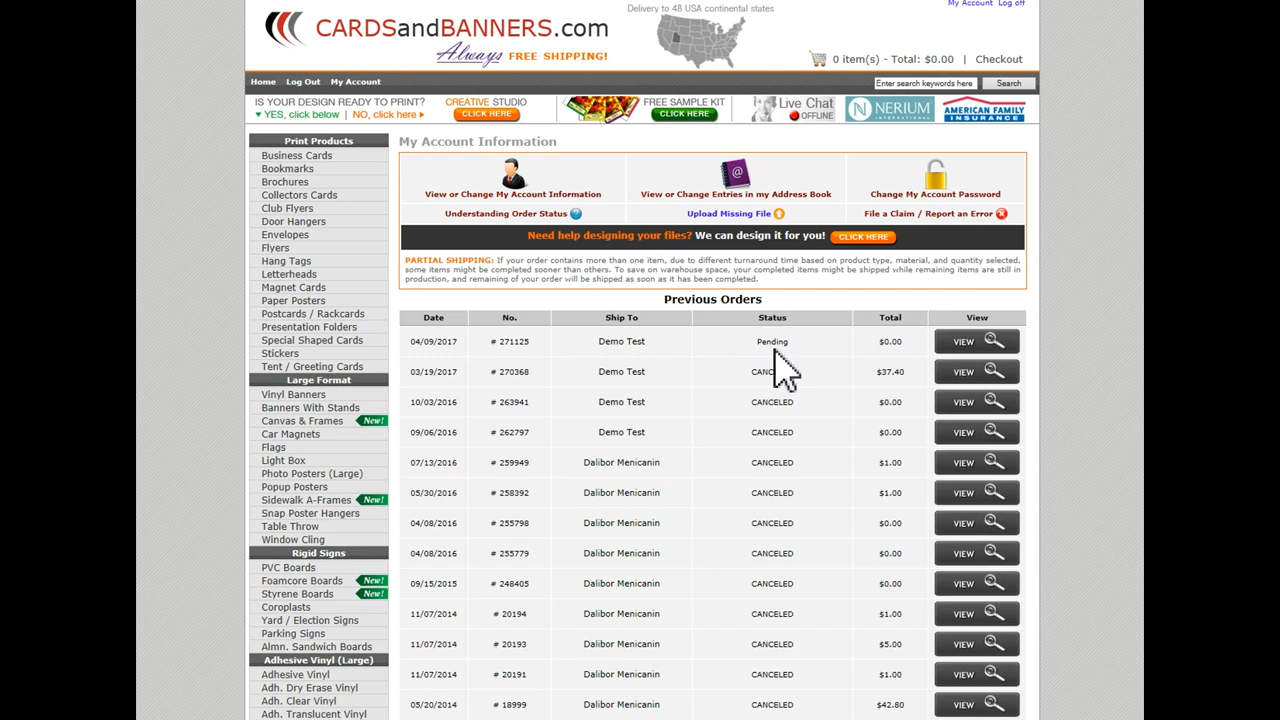 Delivery to 48 USA continental states
My Account Log off
CARDSandBANNERS.com
Always FREE SHIPPING!
0 item(s) - Total: $0.00 | Checkout
Home Log Out My Account
Enter search keywords here Search
IS YOUR DESIGN READY TO PRINT?
YES, click below NO, click here
CREATIVE STUDIO
CLICK HERE
FREE SAMPLE KIT
CLICK HERE
Live Chat
OFFLINE
N NERIUM
INTERNATIONAL
AMERICAN FAMILY
INSURANCE
Print Products
Business Cards
Bookmarks
Brochures
Collectors Cards
Club Flyers
Door Hangers
Envelopes
Flyers
Hang Tags
Letterheads
Magnet Cards
Paper Posters
Postcards / Rackcards
Presentation Folders
Special Shaped Cards
Stickers
Tent / Greeting Cards
Large Format
Vinyl Banners
Banners With Stands
Canvas & Frames New!
Car Magnets
Flags
Light Box
Photo Posters (Large)
Popup Posters
Sidewalk A-Frames New!
Snap Poster Hangers
Table Throw
Window Cling
Rigid Signs
PVC Boards
Foamcore Boards New!
Styrene Boards New!
Coroplasts
Yard / Election Signs
Parking Signs
Almn. Sandwich Boards
Adhesive Vinyl (Large)
Adhesive Vinyl
Adh. Dry Erase Vinyl
Adh. Clear Vinyl
Adh. Translucent Vinyl
My Account Information
View or Change My Account Information
View or Change Entries in my Address Book
Change My Account Password
Understanding Order Status
Upload Missing File
File a Claim / Report an Error
Need help designing your files? We can design it for you! CLICK HERE
PARTIAL SHIPPING: If your order contains more than one item, due to different turnaround time based on product type, material, and quantity selected,
some items might be completed sooner than others. To save on warehouse space, your completed items might be shipped while remaining items are still in
production, and remaining of your order will be shipped as soon as it has been completed.
Previous Orders
Date No. Ship To Status Total View
04/09/2017 # 271125 Demo Test Pending $0.00 VIEW
03/19/2017 # 270368 Demo Test $37.40 VIEW
10/03/2016 # 263941 Demo Test CANCELED $0.00 VIEW
09/06/2016 # 262797 Demo Test CANCELED $0.00 VIEW
07/13/2016 # 259949 Dalibor Menicanin CANCELED $1.00 VIEW
05/30/2016 # 258392 Dalibor Menicanin CANCELED $1.00 VIEW
04/08/2016 # 255798 Dalibor Menicanin CANCELED $0.00 VIEW
04/08/2016 # 255779 Dalibor Menicanin CANCELED $0.00 VIEW
09/15/2015 # 248405 Dalibor Menicanin CANCELED $0.00 VIEW
11/07/2014 # 20194 Dalibor Menicanin CANCELED $1.00 VIEW
11/07/2014 # 20193 Dalibor Menicanin CANCELED $5.00 VIEW
11/07/2014 # 20191 Dalibor Menicanin CANCELED $1.00 VIEW
05/20/2014 # 18999 Dalibor Menicanin CANCELED $42.80 VIEW